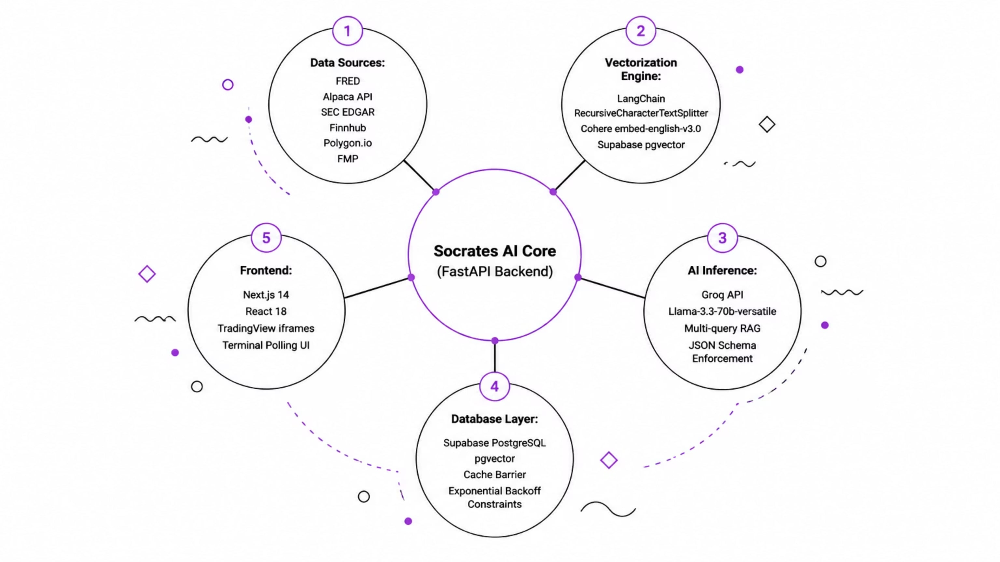 1
Data Sources:
FRED
Alpaca API
SEC EDGAR
Finnhub
Polygon.io
FMP
2
Vectorization
Engine:
LangChain
RecursiveCharacterTextSplitter
Cohere embed-english-v3.0
Supabase pgvector
Socrates AI Core
(FastAPI Backend)
3
AI Inference:
Groq API
Llama-3.3-70b-versatile
Multi-query RAG
JSON Schema
Enforcement
4
Database Layer:
Supabase PostgreSQL
pgvector
Cache Barrier
Exponential Backoff
Constraints
5
Frontend:
Next.js 14
React 18
TradingView iframes
Terminal Polling UI